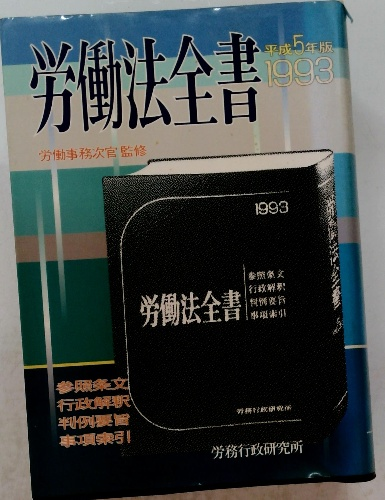 労働法全書
平成5年版
1993
労働事務次官 監修
1993
労働法全書
参照条文
行政解釈
判例要旨
事項索引
労務行政研究所
参照条文
行政解釈
判例要旨
事項索引
労務行政研究所